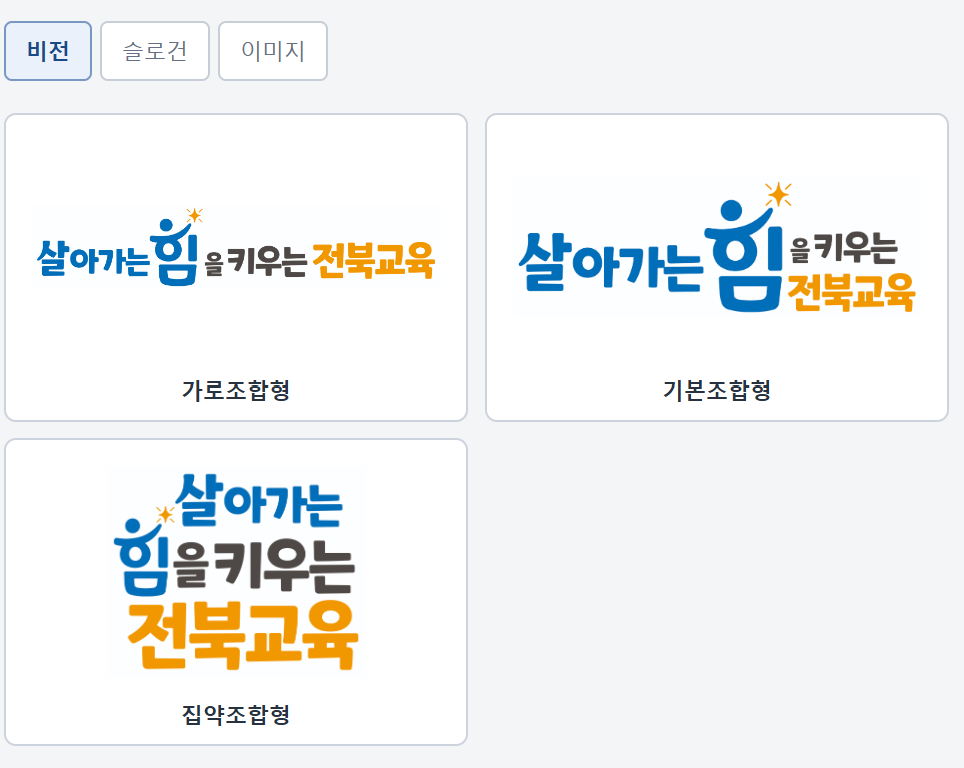 비전
슬로건
이미지
살아가는 힘을 키우는 전북교육
가로조합형
살아가는 힘을 키우는
전북교육
기본조합형
살아가는
힘을 키우는
전북교육
집약조합형